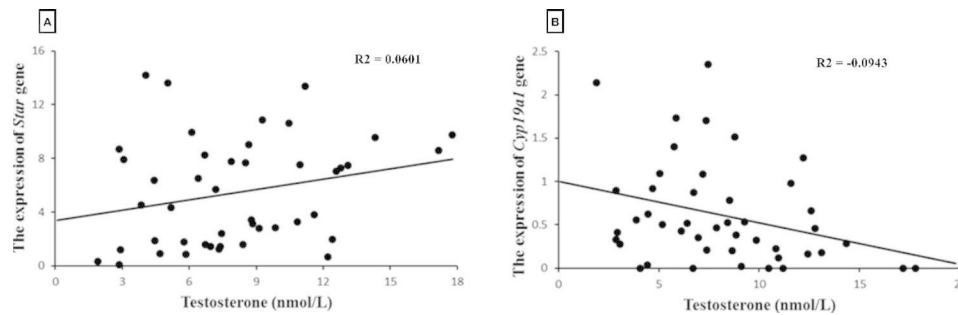 A
R2 = 0.0601
The expression of Star gene
16
12
8
4
0
0 3 6 9 12 15 18
Testosterone (nmol/L)
B
R2 = -0.0943
The expression of Cyp19a1 gene
2.5
2
1.5
1
0.5
0
0 5 10 15
Testosterone (nmol/L)